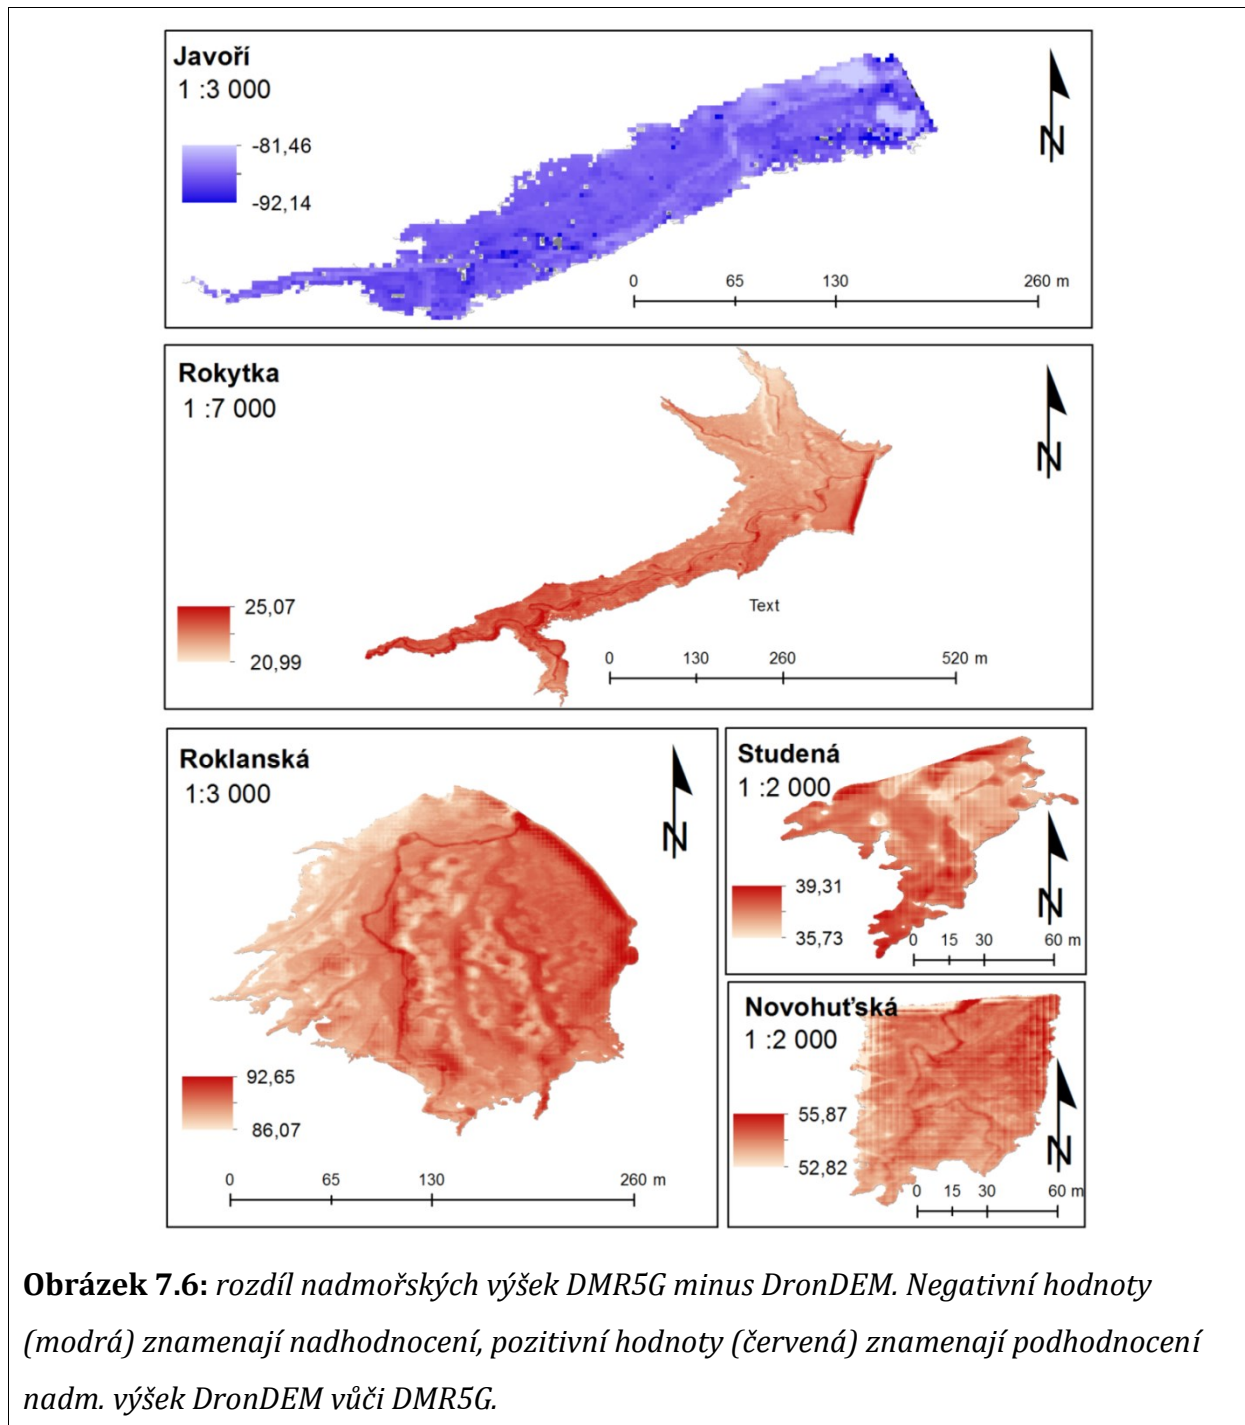 Javoří
1 :3 000
-81,46
-92,14
N
0 65 130 260 m
Rokytka
1 :7 000
N
25,07
20,99
Text
0 130 260 520 m
Roklanská
1:3 000
N
92,65
86,07
0 65 130 260 m
Studená
1 :2 000
N
39,31
35,73
0 15 30 60 m
Novohuťská
1 :2 000
N
55,87
52,82
0 15 30 60 m
Obrázek 7.6: rozdíl nadmořských výšek DMR5G minus DronDEM. Negativní hodnoty
(modrá) znamenají nadhodnocení, pozitivní hodnoty (červená) znamenají podhodnocení
nadm. výšek DronDEM vůči DMR5G.